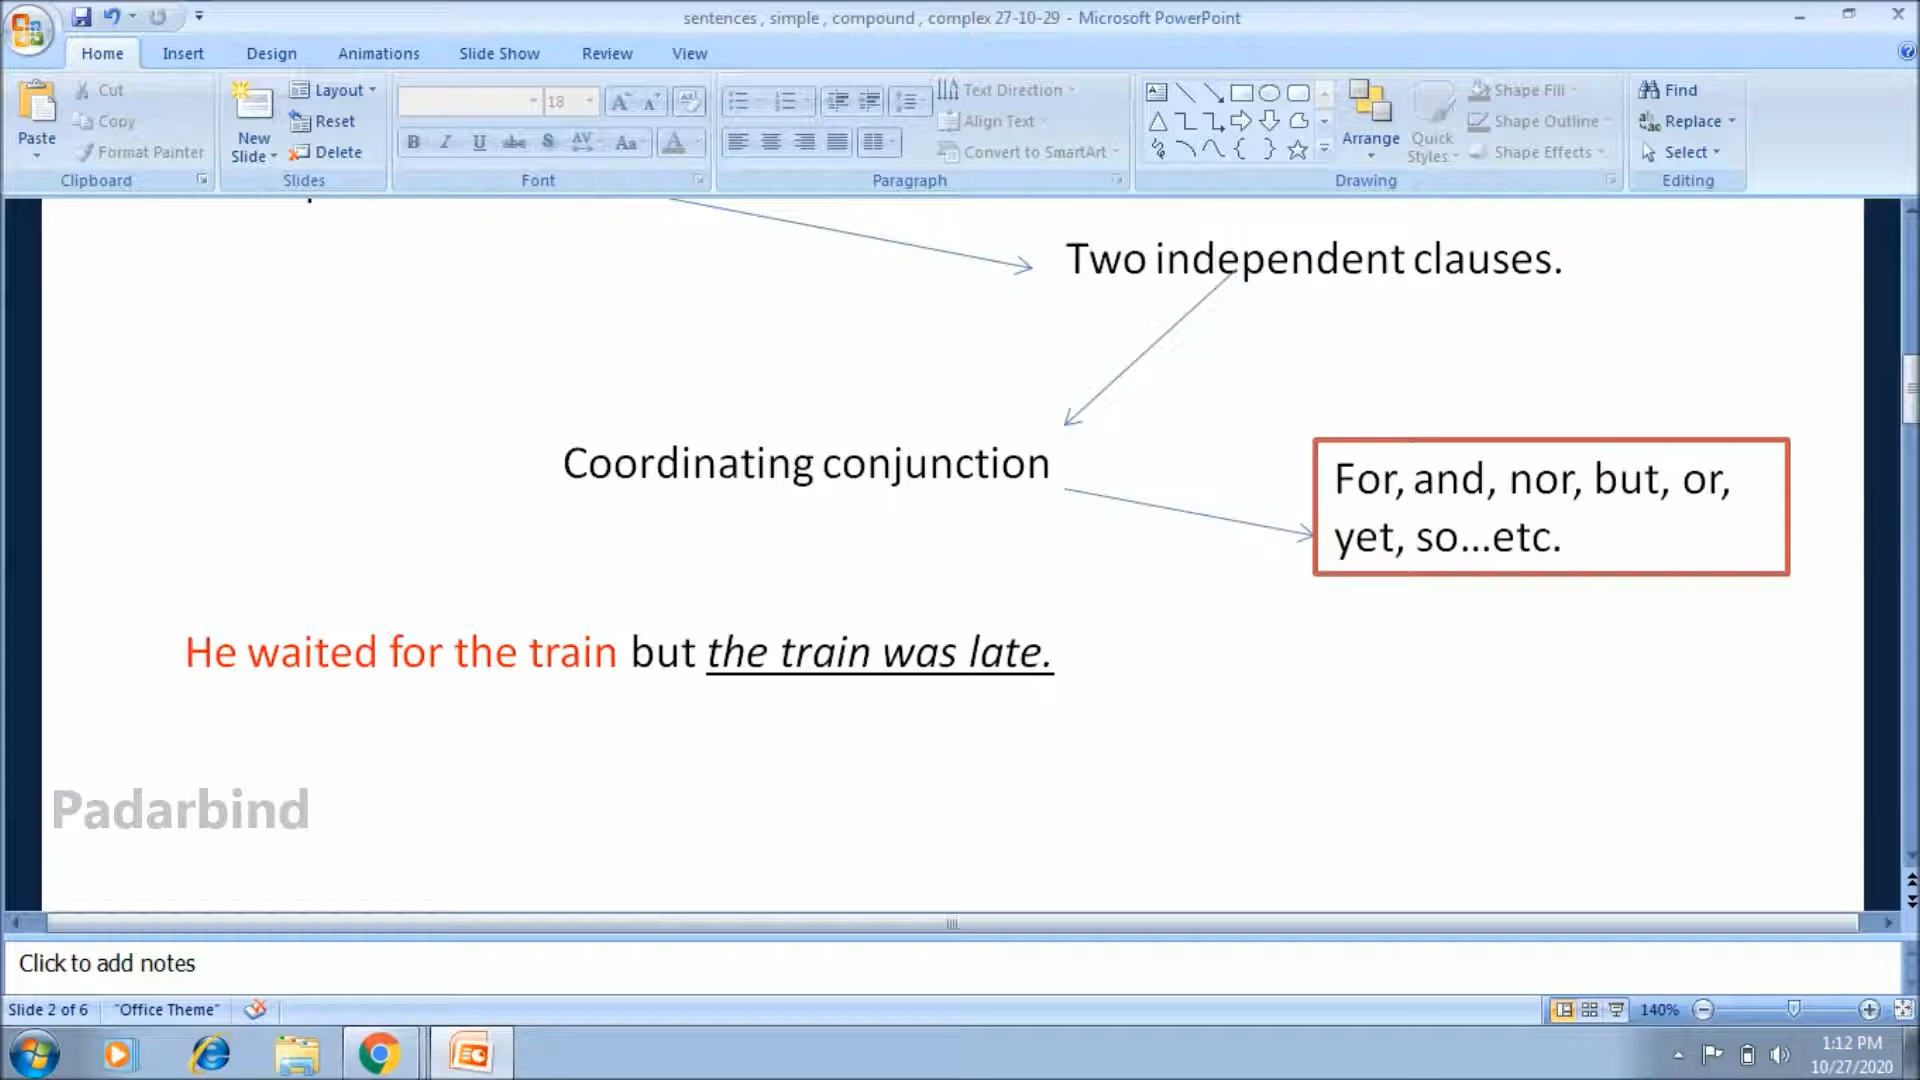 sentences , simple , compound , complex 27-10-29 - Microsoft PowerPoint
Home Insert Design Animations Slide Show Review View
Paste
Cut
Copy
Format Painter
Clipboard
New Slide
Layout
Reset
Delete
Slides
18
B I U abc S AV Aa A
Font
Text Direction
Align Text
Convert to SmartArt
Paragraph
Arrange
Quick Styles
Shape Fill
Shape Outline
Shape Effects
Drawing
Find
Replace
Select
Editing
Two independent clauses.
Coordinating conjunction
For, and, nor, but, or,
yet, so...etc.
He waited for the train but the train was late.
Padarbind
Click to add notes
Slide 2 of 6 "Office Theme" 140%
1:12 PM
10/27/2020